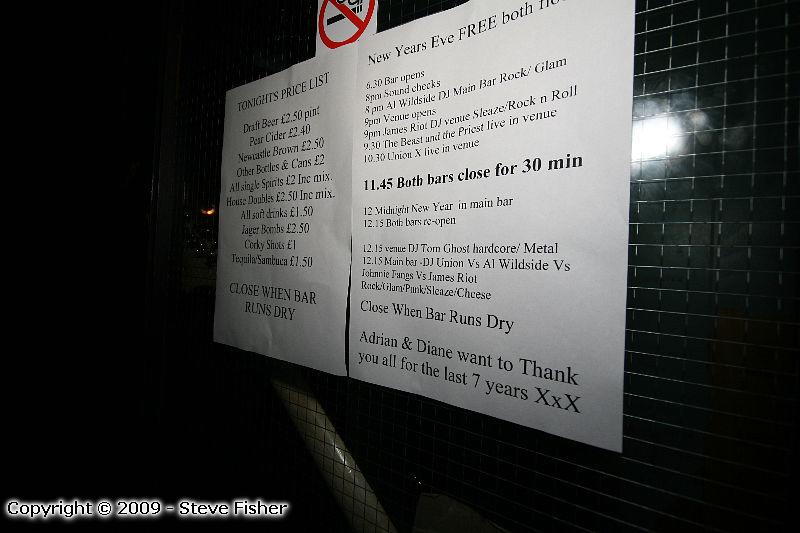 TONIGHTS PRICE LIST
Draft Beer £2.50 pint
Pear Cider £2.40
Newcastle Brown £2.50
Other Bottles & Cans £2
All single Spirits £2 Inc mix.
House Doubles £2.50 Inc mix.
All soft drinks £1.50
Jager Bombs £2.50
Corky Shots £1
Tequila/Sambuca £1.50
CLOSE WHEN BAR
RUNS DRY
New Years Eve FREE both
6.30 Bar opens
8pm Sound checks
8 pm Al Wildside DJ Main Bar Rock/ Glam
9pm Venue opens
9pm James Riot DJ venue Sleaze/Rock n Roll
9.30 The Beast and the Priest live in venue
10.30 Union X live in venue
11.45 Both bars close for 30 min
12 Midnight New Year in main bar
12.15 Both bars re-open
12.15 venue DJ Tom Ghost hardcore/ Metal
12.15 Main bar -DJ Union Vs Al Wildside Vs
Johnnie Fangs Vs James Riot
Rock/Glam/Punk/Sleaze/Cheese
Close When Bar Runs Dry
Adrian & Diane want to Thank
you all for the last 7 years XxX
Copyright © 2009 - Steve Fisher